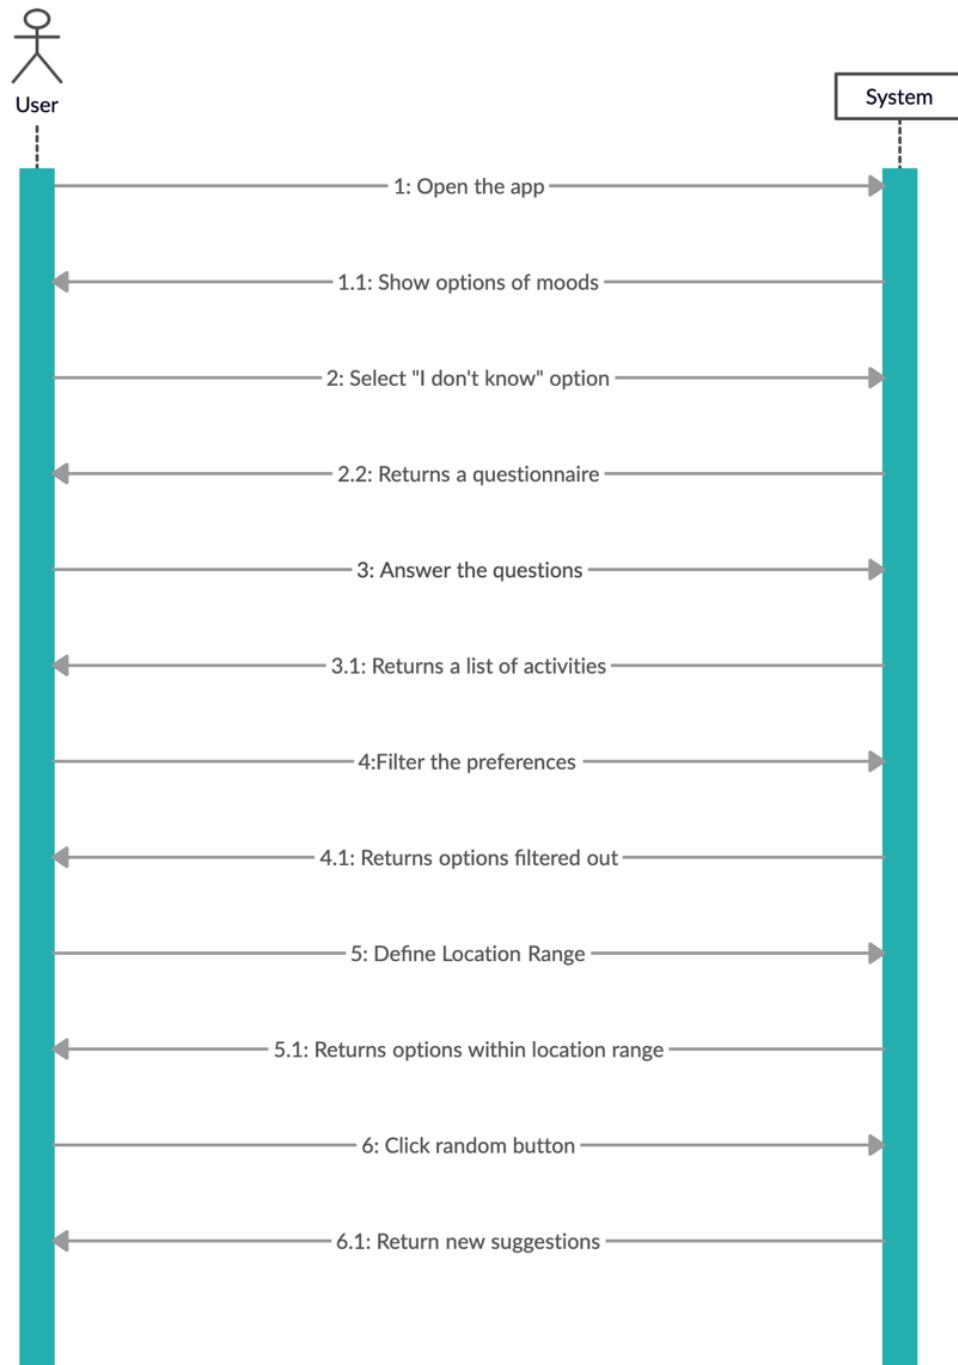 User
System
1: Open the app
1.1: Show options of moods
2: Select "I don't know" option
2.2: Returns a questionnaire
3: Answer the questions
3.1: Returns a list of activities
4:Filter the preferences
4.1: Returns options filtered out
5: Define Location Range
5.1: Returns options within location range
6: Click random button
6.1: Return new suggestions